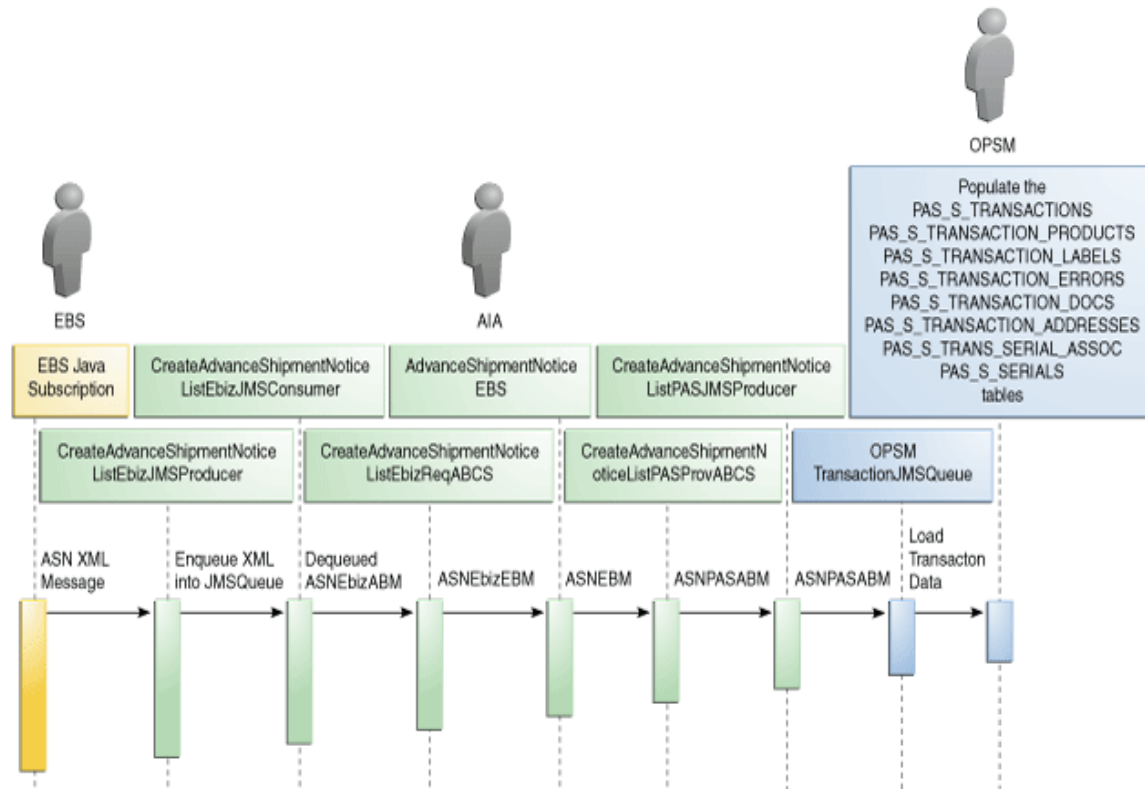 OPSM
Populate the
PAS_S_TRANSACTIONS
PAS_S_TRANSACTION_PRODUCTS
PAS_S_TRANSACTION_LABELS
PAS_S_TRANSACTION_ERRORS
PAS_S_TRANSACTION_DOCS
PAS_S_TRANSACTION_ADDRESSES
PAS_S_TRANS_SERIAL_ASSOC
PAS_S_SERIALS
tables
EBS
AIA
EBS Java
Subscription
CreateAdvanceShipmentNotice
ListEbizJMSConsumer
AdvanceShipmentNotice
EBS
CreateAdvanceShipmentNotice
ListPASJMSProducer
CreateAdvanceShipmentNotice
ListEbizJMSProducer
CreateAdvanceShipmentNotice
ListEbizReqABCS
CreateAdvanceShipmentN
oticeListPASProvABCS
OPSM
TransactionJMSQueue
ASN XML
Message
Enqueue XML
into JMSQueue
Dequeued
ASNEbizABM
ASNEbizEBM
ASNEBM
ASNPASABM
ASNPASABM
Load
Transacton
Data